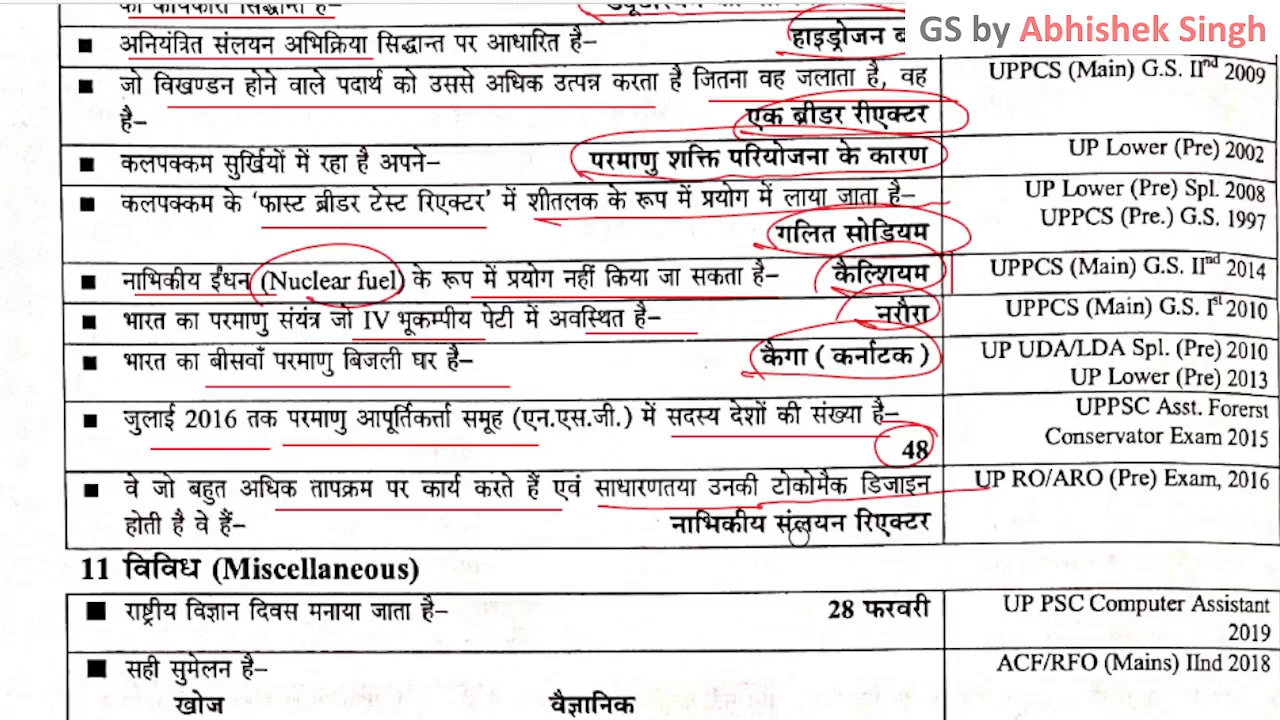 का कार्यकारी सिद्धान्त है–
GS by Abhishek Singh
अनियंत्रित संलयन अभिक्रिया सिद्धान्त पर आधारित है– हाइड्रोजन
जो विखण्डन होने वाले पदार्थ को उससे अधिक उत्पन्न करता है जितना वह जलाता है, वह UPPCS (Main) G.S. IInd 2009
है– एक ब्रीडर रीएक्टर
कलपक्कम सुर्खियों में रहा है अपने– परमाणु शक्ति परियोजना के कारण UP Lower (Pre) 2002
कलपक्कम के 'फास्ट ब्रीडर टेस्ट रिएक्टर' में शीतलक के रूप में प्रयोग में लाया जाता है– UP Lower (Pre) Spl. 2008
गलित सोडियम UPPCS (Pre.) G.S. 1997
नाभिकीय ईंधन (Nuclear fuel) के रूप में प्रयोग नहीं किया जा सकता है– कैल्शियम UPPCS (Main) G.S. IInd 2014
भारत का परमाणु संयंत्र जो IV भूकम्पीय पेटी में अवस्थित है– नरौरा UPPCS (Main) G.S. Ist 2010
भारत का बीसवाँ परमाणु बिजली घर है– कैगा ( कर्नाटक ) UP UDA/LDA Spl. (Pre) 2010
UP Lower (Pre) 2013
जुलाई 2016 तक परमाणु आपूर्तिकर्त्ता समूह (एन.एस.जी.) में सदस्य देशों की संख्या है– UPPSC Asst. Forerst
48 Conservator Exam 2015
वे जो बहुत अधिक तापक्रम पर कार्य करते हैं एवं साधारणतया उनकी टोकोमैक डिजाइन UP RO/ARO (Pre) Exam, 2016
होती है वे हैं– नाभिकीय संलयन रिएक्टर
11 विविध (Miscellaneous)
राष्ट्रीय विज्ञान दिवस मनाया जाता है– 28 फरवरी UP PSC Computer Assistant
2019
सही सुमेलन है– ACF/RFO (Mains) IInd 2018
खोज वैज्ञानिक